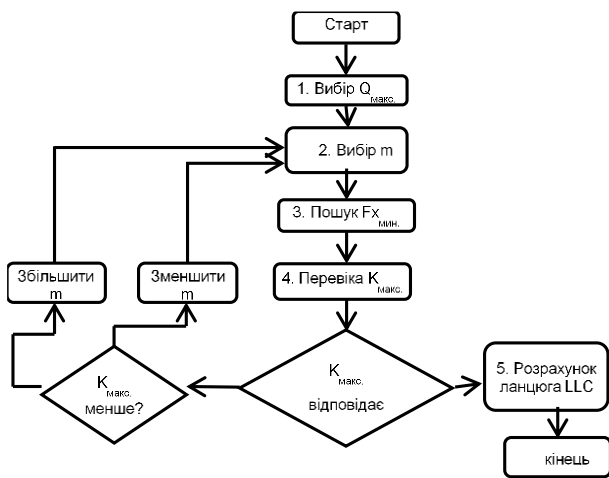 Старт
1. Вибір Q макс.
2. Вибір m
3. Пошук Fx мин.
4. Перевіка K макс.
Збільшити
m
Зменшити
m
K макс.
менше?
K макс.
відповідає
5. Розрахунок
ланцюга LLC
кінець